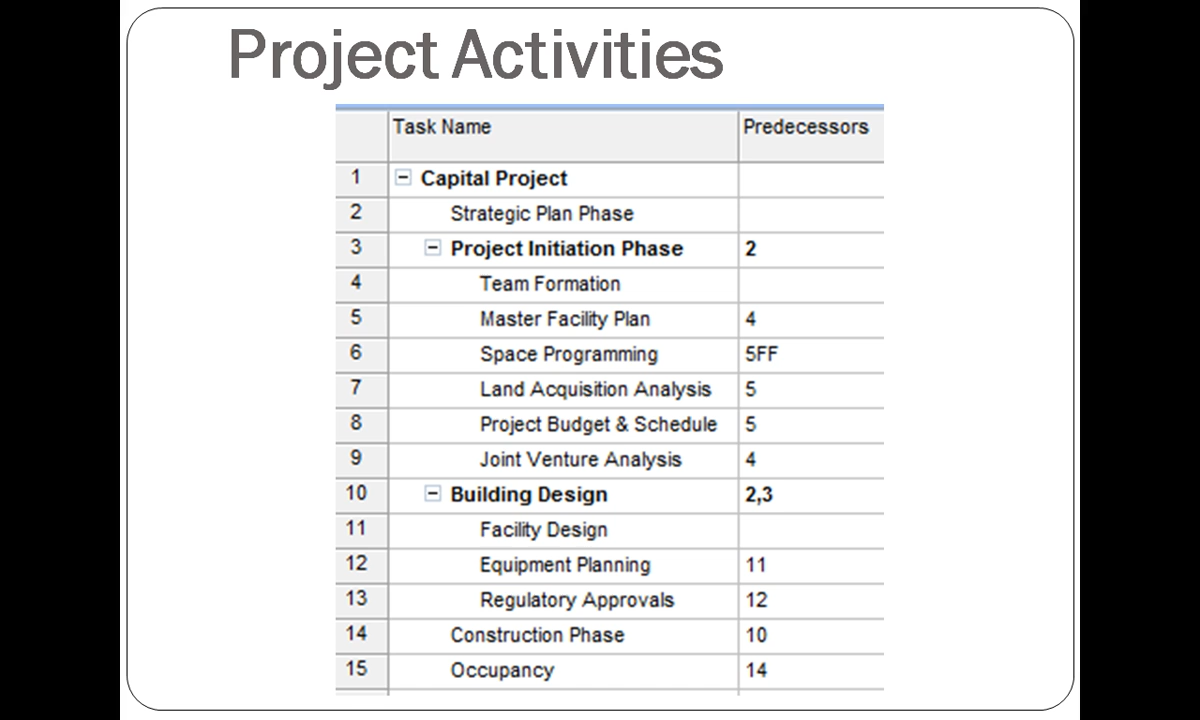 Project Activities
Task Name Predecessors
1 Capital Project
2 Strategic Plan Phase
3 Project Initiation Phase 2
4 Team Formation
5 Master Facility Plan 4
6 Space Programming 5FF
7 Land Acquisition Analysis 5
8 Project Budget & Schedule 5
9 Joint Venture Analysis 4
10 Building Design 2,3
11 Facility Design
12 Equipment Planning 11
13 Regulatory Approvals 12
14 Construction Phase 10
15 Occupancy 14